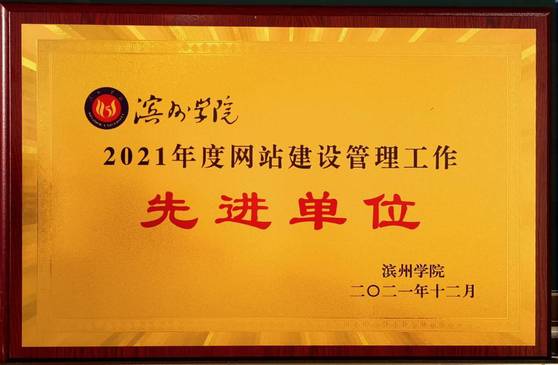 滨州学院
2021年度网站建设管理工作
先进单位
滨州学院
二〇二一年十二月